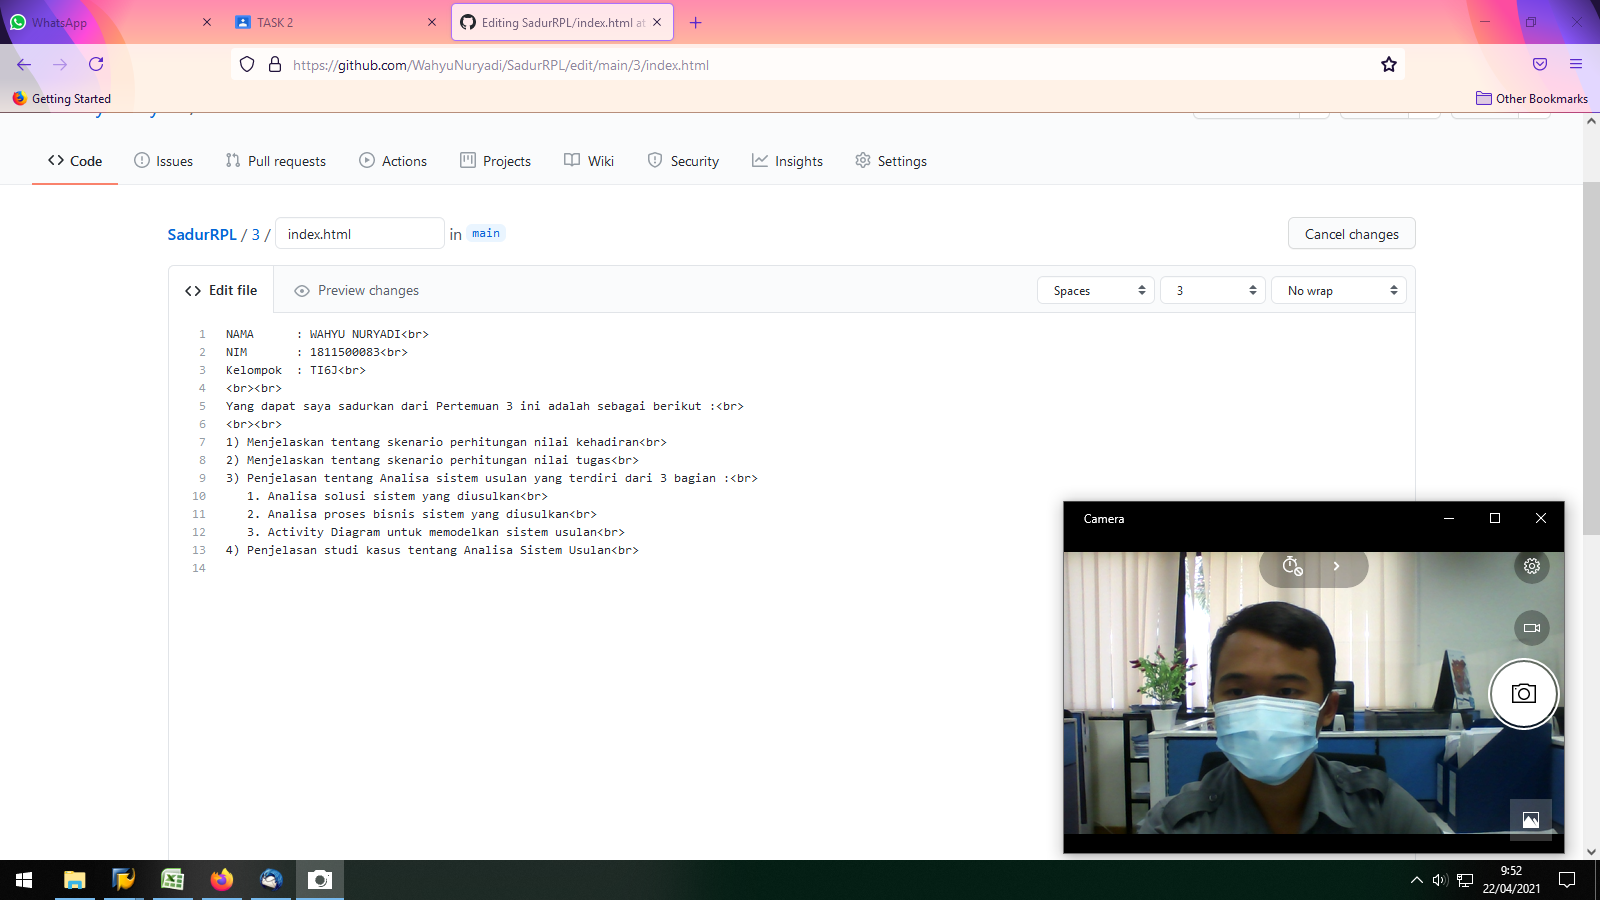 WhatsApp
TASK 2
Editing SadurRPL/index.html at
https://github.com/WahyuNuryadi/SadurRPL/edit/main/3/index.html
Getting Started
Other Bookmarks
Code
Issues
Pull requests
Actions
Projects
Wiki
Security
Insights
Settings
SadurRPL / 3 / index.html in main
Cancel changes
Edit file
Preview changes
Spaces
3
No wrap
1 NAMA : WAHYU NURYADI<br>
2 NIM : 1811500083<br>
3 Kelompok : TI6J<br>
4 <br><br>
5 Yang dapat saya sadurkan dari Pertemuan 3 ini adalah sebagai berikut :<br>
6 <br><br>
7 1) Menjelaskan tentang skenario perhitungan nilai kehadiran<br>
8 2) Menjelaskan tentang skenario perhitungan nilai tugas<br>
9 3) Penjelasan tentang Analisa sistem usulan yang terdiri dari 3 bagian :<br>
10 1. Analisa solusi sistem yang diusulkan<br>
11 2. Analisa proses bisnis sistem yang diusulkan<br>
12 3. Activity Diagram untuk memodelkan sistem usulan<br>
13 4) Penjelasan studi kasus tentang Analisa Sistem Usulan<br>
14
Camera
9:52
22/04/2021